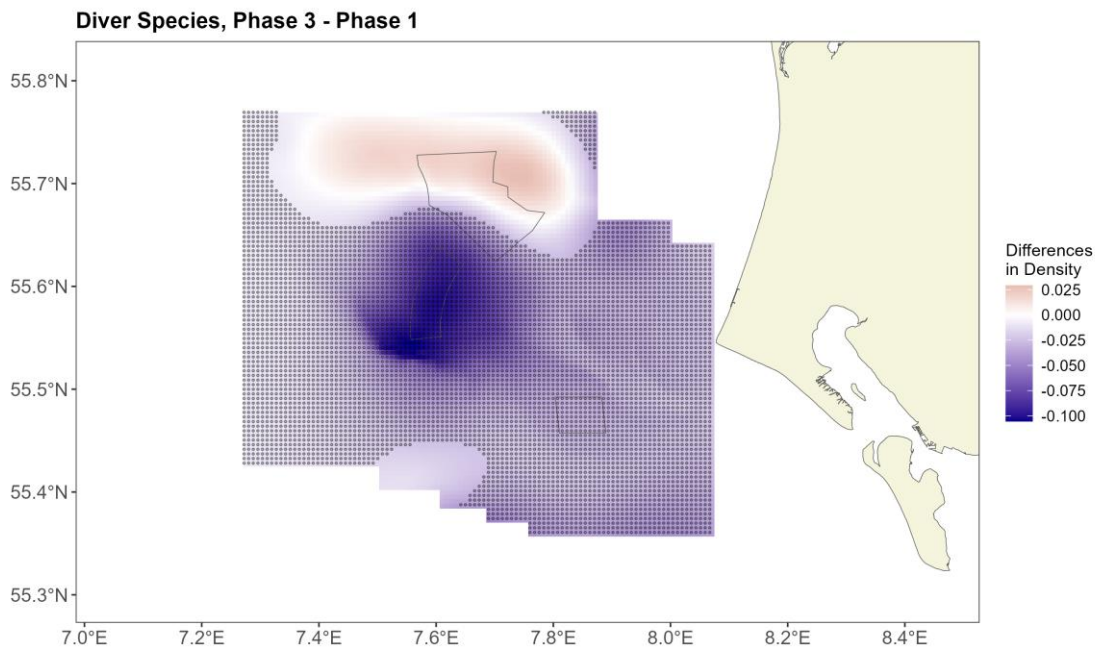 Diver Species, Phase 3 - Phase 1
55.8°N
55.7°N
55.6°N
55.5°N
55.4°N
55.3°N
7.0°E 7.2°E 7.4°E 7.6°E 7.8°E 8.0°E 8.2°E 8.4°E
Differences
in Density
0.025
0.000
-0.025
-0.050
-0.075
-0.100